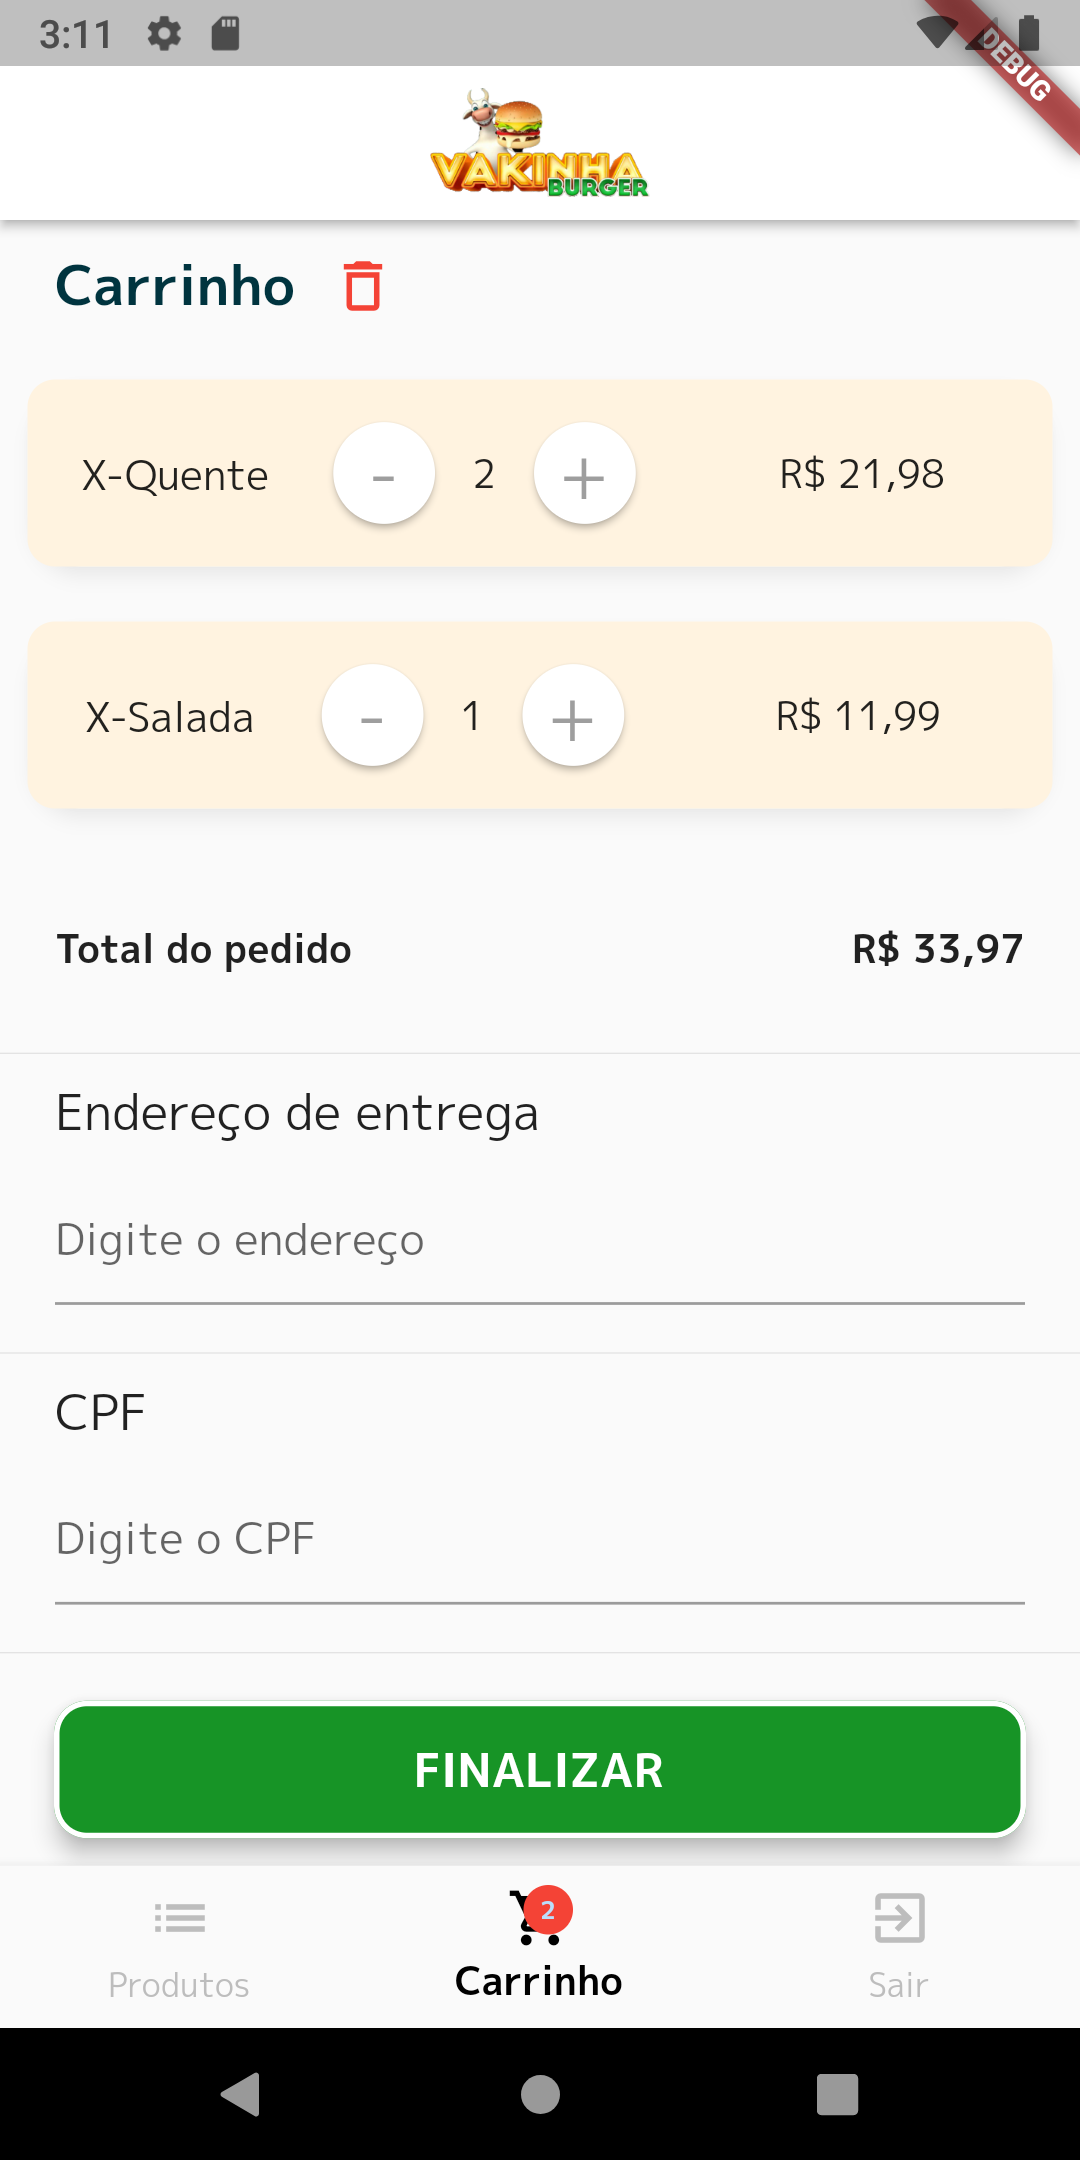 3:11
DEBUG
VAKINHA
BURGER
Carrinho
X-Quente - 2 + R$ 21,98
X-Salada - 1 + R$ 11,99
Total do pedido R$ 33,97
Endereço de entrega
Digite o endereço
CPF
Digite o CPF
FINALIZAR
2
Produtos Carrinho Sair